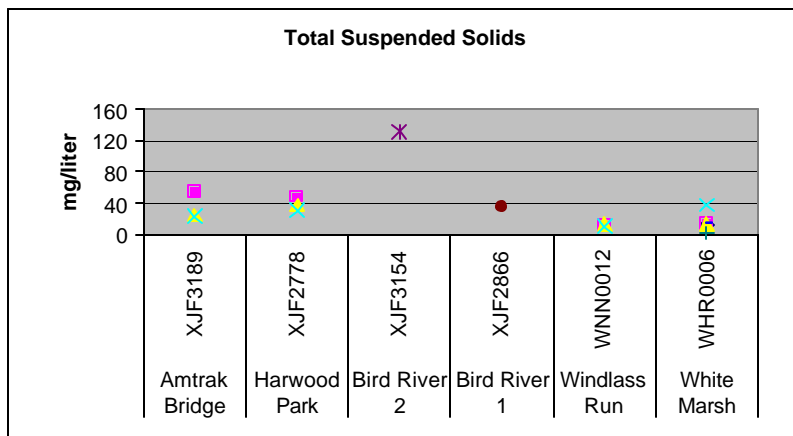 Total Suspended Solids
mg/liter
160
120
80
40
0
XJF3189
XJF2778
XJF3154
XJF2866
WNN0012
WHR0006
Amtrak Bridge
Harwood Park
Bird River 2
Bird River 1
Windlass Run
White Marsh